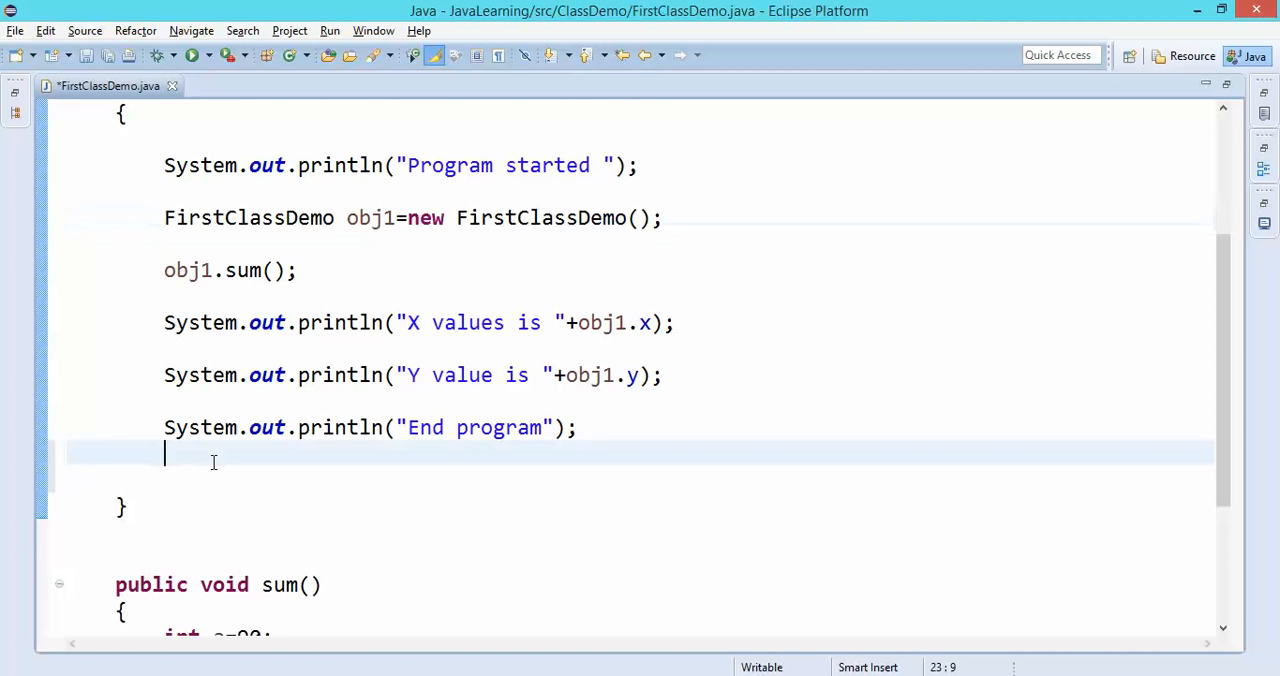 Java - JavaLearning/src/ClassDemo/FirstClassDemo.java - Eclipse Platform
File Edit Source Refactor Navigate Search Project Run Window Help
Quick Access Resource Java
*FirstClassDemo.java
{
System.out.println("Program started ");
FirstClassDemo obj1=new FirstClassDemo();
obj1.sum();
System.out.println("X values is "+obj1.x);
System.out.println("Y value is "+obj1.y);
System.out.println("End program");
}
public void sum()
{
int a=90;
Writable Smart Insert 23 : 9